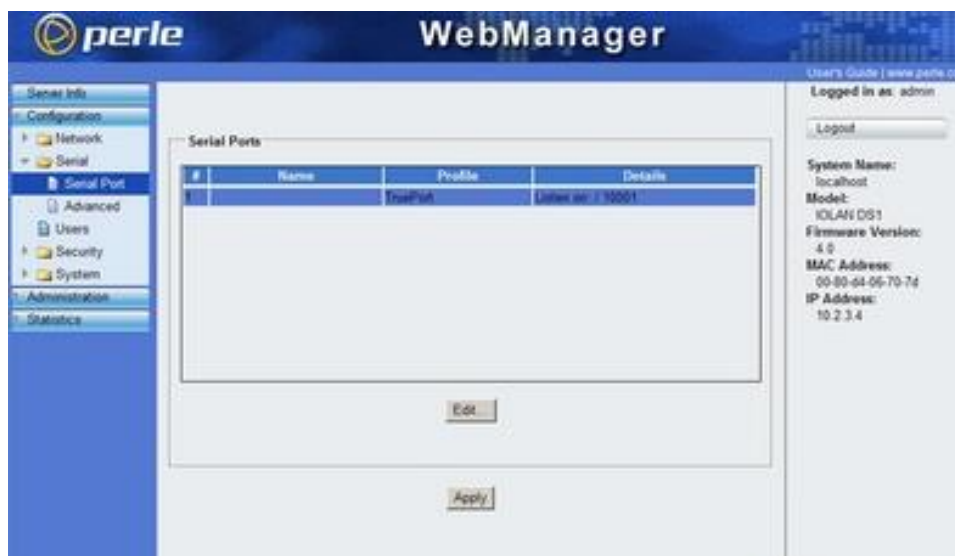 perle
WebManager
User's Guide | www.perle.c
Server Info
Configuration
Network
Serial
Serial Port
Advanced
Users
Security
System
Administration
Statistics
Serial Ports
# Name Profile Details
1 TruePort Listen on: / 10001
Edit...
Apply
Logged in as: admin
Logout
System Name:
localhost
Model:
IOLAN DS1
Firmware Version:
4.0
MAC Address:
00-80-d4-06-70-7d
IP Address:
10.2.3.4